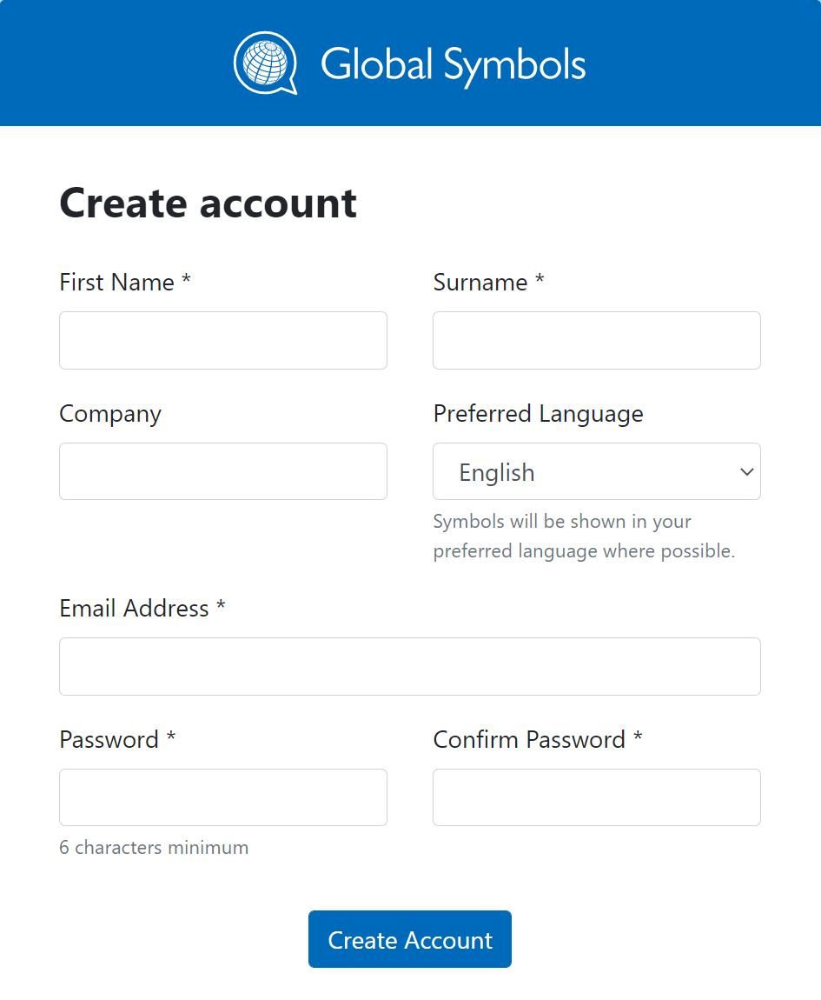 Global Symbols
Create account
First Name *
Surname *
Company
Preferred Language
English
Symbols will be shown in your
preferred language where possible.
Email Address *
Password *
Confirm Password *
6 characters minimum
Create Account